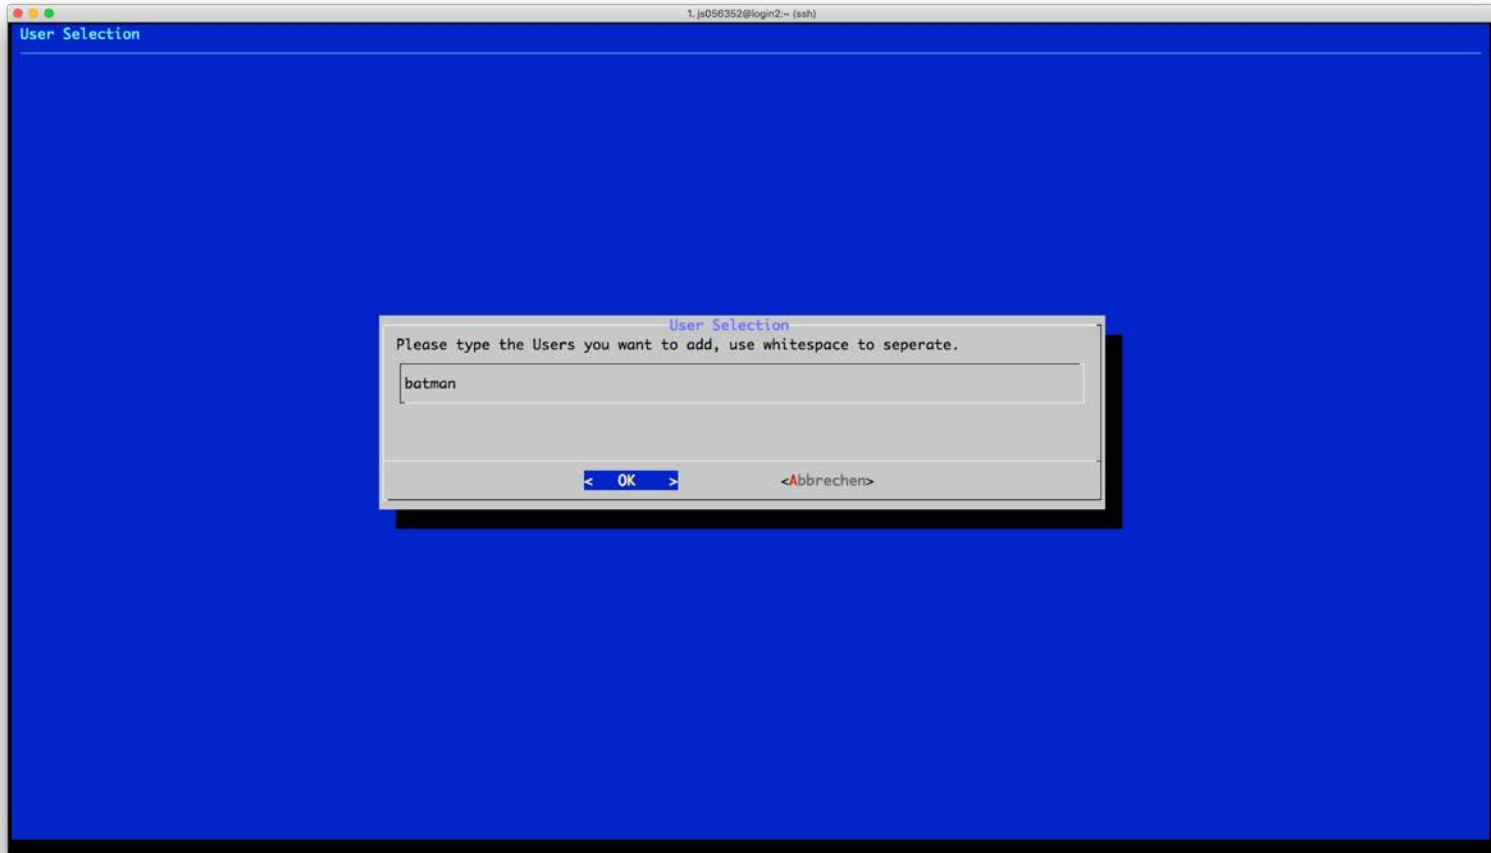 1. js056352@login2:~ (ssh)
User Selection
User Selection
Please type the Users you want to add, use whitespace to seperate.
batman
< OK > <Abbrechen>